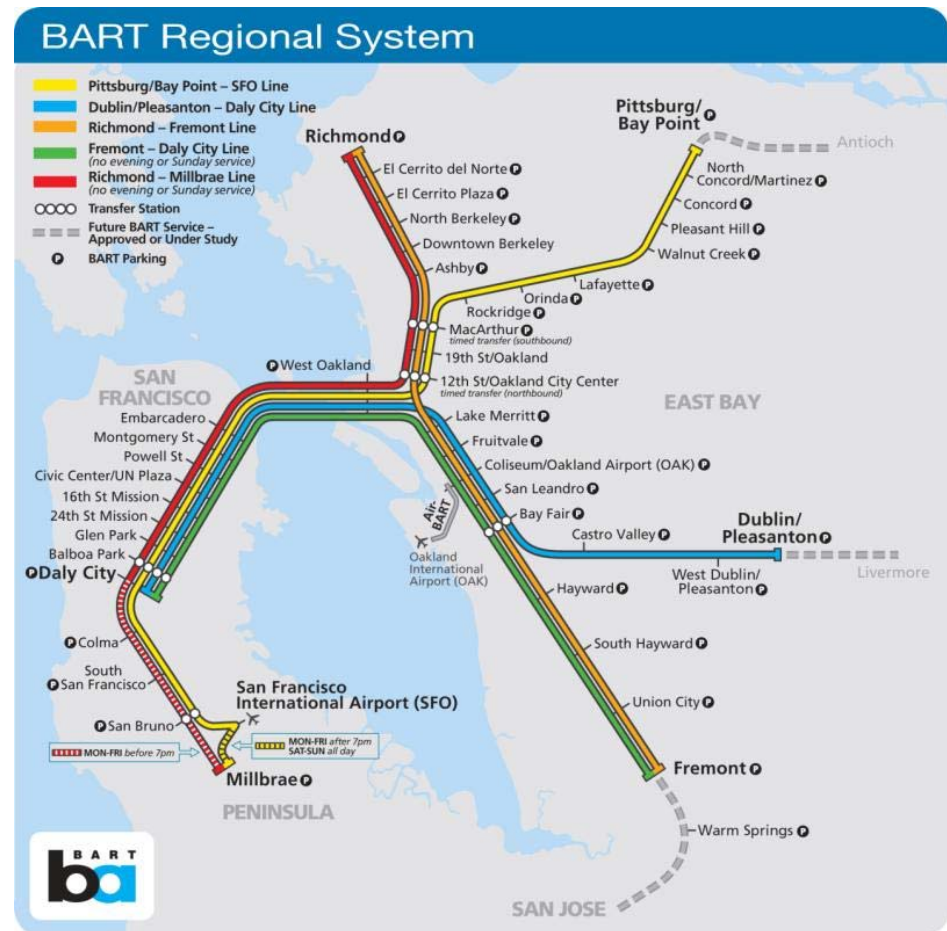 BART Regional System
Pittsburg/Bay Point – SFO Line
Dublin/Pleasanton – Daly City Line
Richmond – Fremont Line
Fremont – Daly City Line
(no evening or Sunday service)
Richmond – Millbrae Line
(no evening or Sunday service)
Transfer Station
Future BART Service –
Approved or Under Study
P BART Parking
Richmond P
El Cerrito del Norte P
El Cerrito Plaza P
North Berkeley P
Downtown Berkeley
Ashby P
Pittsburg/
Bay Point P
Antioch
North
Concord/Martinez P
Concord P
Pleasant Hill P
Walnut Creek P
Lafayette P
Orinda P
Rockridge P
MacArthur P
timed transfer (southbound)
19th St/Oakland
12th St/Oakland City Center
timed transfer (northbound)
P West Oakland
SAN
FRANCISCO
EAST BAY
Embarcadero
Montgomery St
Powell St
Civic Center/UN Plaza
16th St Mission
24th St Mission
Glen Park
Balboa Park
P Daly City
Lake Merritt P
Fruitvale P
Coliseum/Oakland Airport (OAK) P
San Leandro P
Bay Fair P
Air-
BART
Oakland
International
Airport (OAK)
Castro Valley P
Dublin/
Pleasanton P
West Dublin/
Pleasanton P
Livermore
Hayward P
South Hayward P
Union City P
Fremont P
Warm Springs P
SAN JOSE
P Colma
South
P San Francisco
P San Bruno
San Francisco
International Airport (SFO)
MON-FRI before 7pm
MON-FRI after 7pm
SAT-SUN all day
Millbrae P
PENINSULA
BART
ba